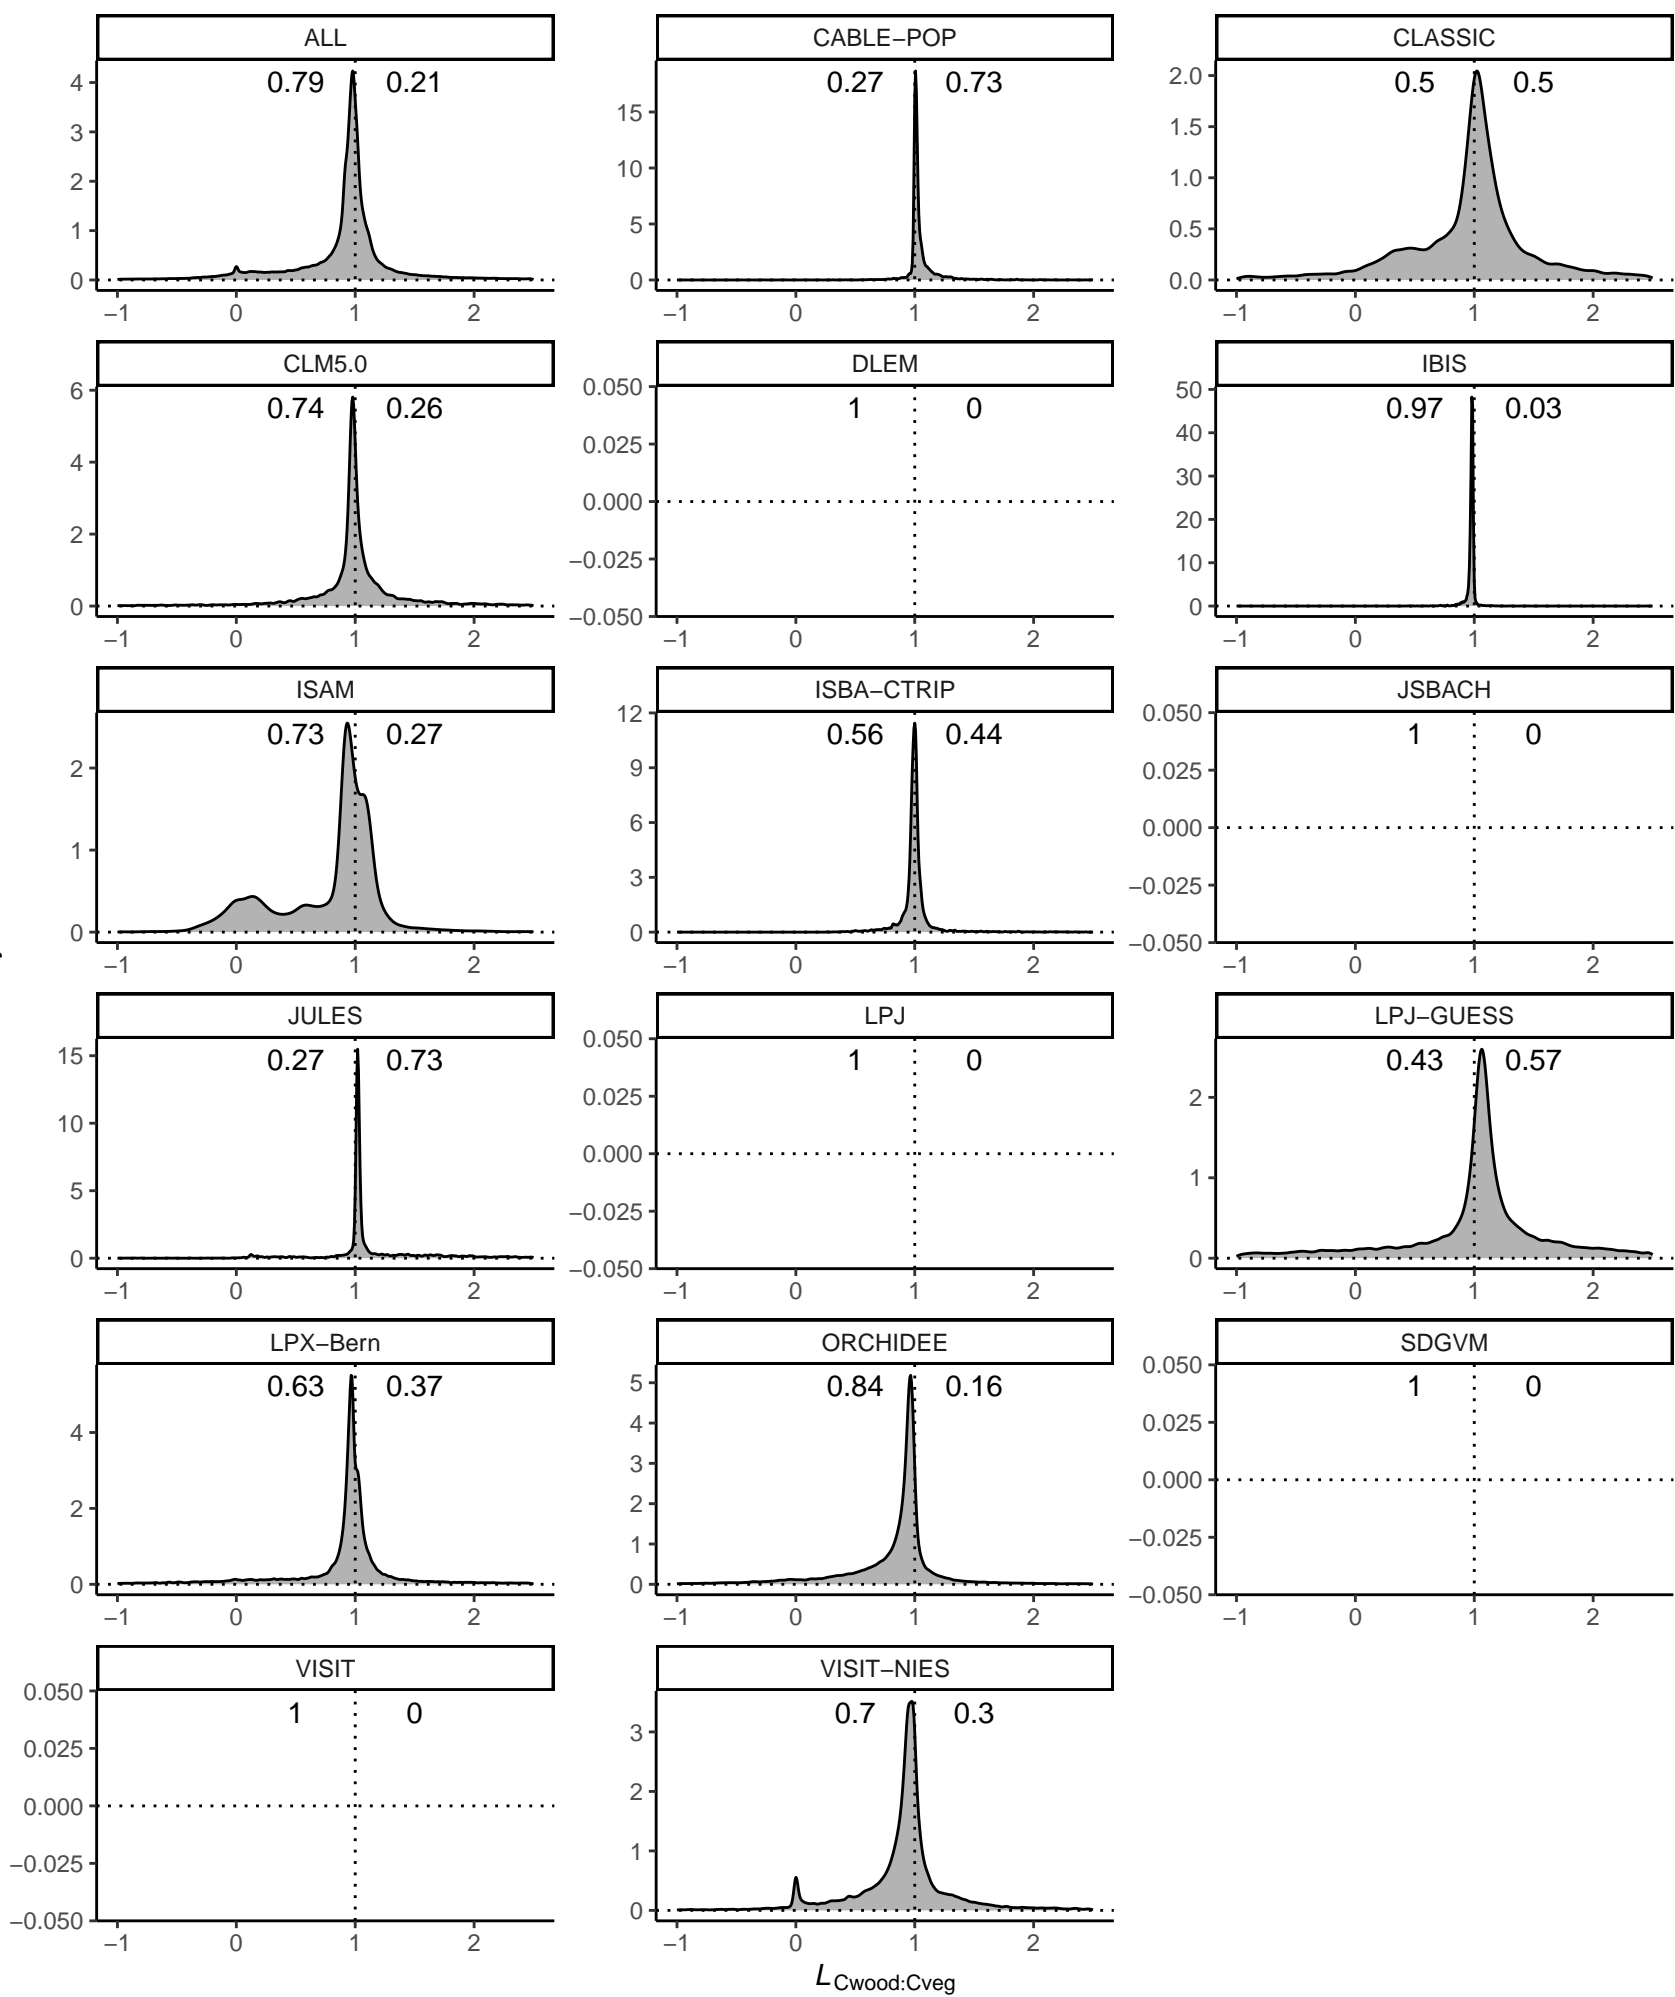 ALL CABLE−POP CLASSIC
0.79 0.21 0.27 0.73 0.5 0.5
4 3 2 1 0
15 10 5 0
2.0 1.5 1.0 0.5 0.0
−1 0 1 2 −1 0 1 2 −1 0 1 2
CLM5.0 DLEM IBIS
0.74 0.26 1 0 0.97 0.03
6 4 2 0
0.050 0.025 0.000 −0.025 −0.050
50 40 30 20 10 0
−1 0 1 2 −1 0 1 2 −1 0 1 2
ISAM ISBA−CTRIP JSBACH
0.73 0.27 0.56 0.44 1 0
2 1 0
12 9 6 3 0
0.050 0.025 0.000 −0.025 −0.050
−1 0 1 2 −1 0 1 2 −1 0 1 2
JULES LPJ LPJ−GUESS
0.27 0.73 1 0 0.43 0.57
15 10 5 0
0.050 0.025 0.000 −0.025 −0.050
2 1 0
−1 0 1 2 −1 0 1 2 −1 0 1 2
LPX−Bern ORCHIDEE SDGVM
0.63 0.37 0.84 0.16 1 0
4 2 0
5 4 3 2 1 0
0.050 0.025 0.000 −0.025 −0.050
−1 0 1 2 −1 0 1 2 −1 0 1 2
VISIT VISIT−NIES
1 0 0.7 0.3
0.050 0.025 0.000 −0.025 −0.050
3 2 1 0
−1 0 1 2 −1 0 1 2
L Cwood:Cveg